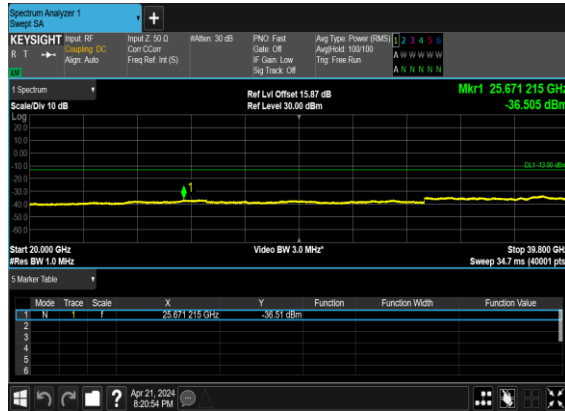 Spectrum Analyzer 1
Swept SA
KEYSIGHT Input: RF Input Z: 50 Ω #Atten: 30 dB PNO: Fast Avg Type: Power (RMS) 1 2 3 4 5 6
R T Coupling: DC Corr CCorr Gate: Off Avg|Hold: 100/100 A W W W W W
Align: Auto Freq Ref: Int (S) IF Gain: Low Trig: Free Run
Sig Track: Off A N N N N N
1 Spectrum Ref Lvl Offset 15.87 dB Mkr1 25.671 215 GHz
Scale/Div 10 dB Ref Level 30.00 dBm -36.505 dBm
Log
20.0
10.0
0.00
-10.0
DL1 -13.00 dBm
-20.0
1
-30.0
-40.0
-50.0
-60.0
Start 20.000 GHz Video BW 3.0 MHz* Stop 39.800 GHz
#Res BW 1.0 MHz Sweep 34.7 ms (40001 pts
5 Marker Table
Mode Trace Scale X Y Function Function Width Function Value
1 N 1 f 25.671 215 GHz -36.51 dBm
2
3
4
5
6
? Apr 21, 2024
8:20:54 PM